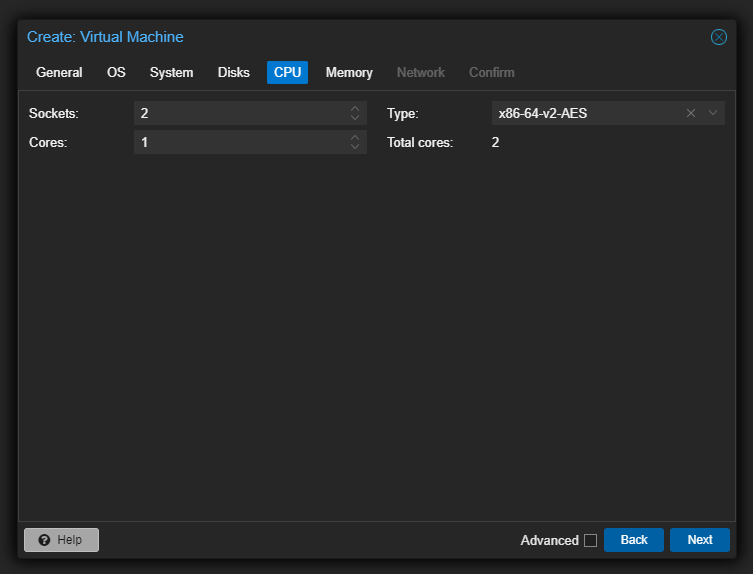 Create: Virtual Machine
General OS System Disks CPU Memory Network Confirm
Sockets: 2 Type: x86-64-v2-AES
Cores: 1 Total cores: 2
Help Advanced Back Next